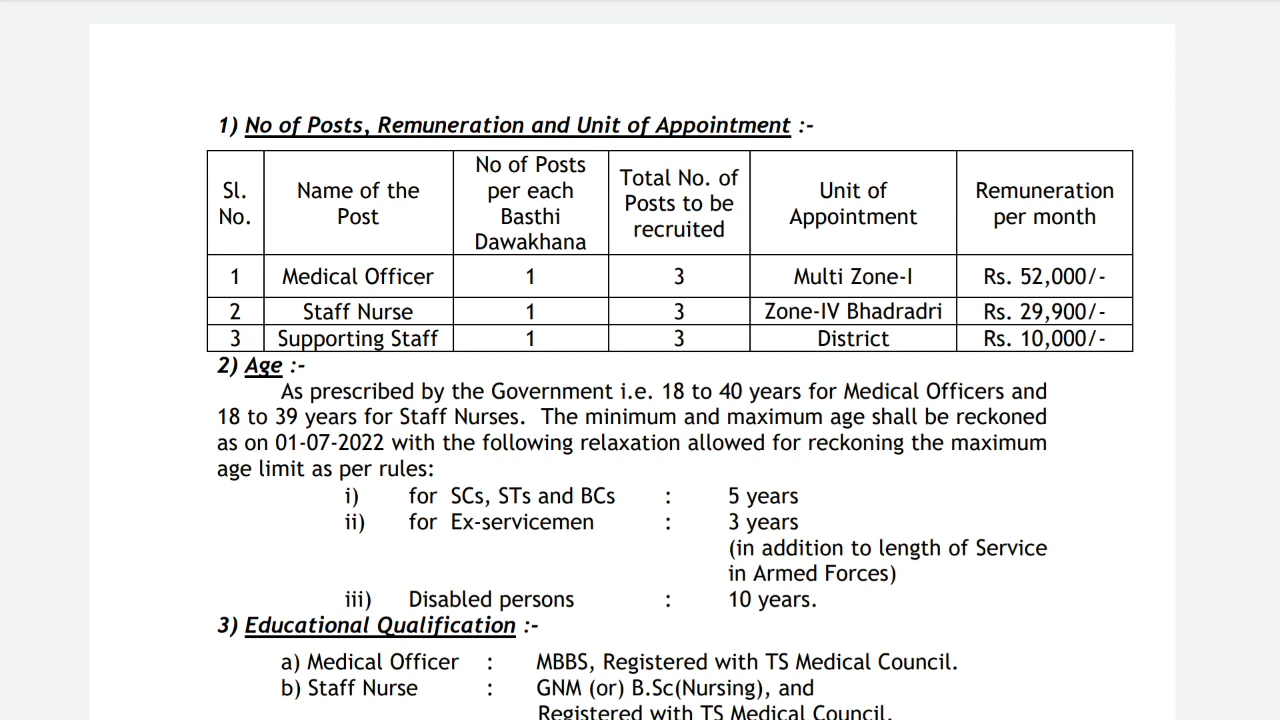 1) No of Posts, Remuneration and Unit of Appointment :-
Sl. No. Name of the Post No of Posts per each Basthi Dawakhana Total No. of Posts to be recruited Unit of Appointment Remuneration per month
1 Medical Officer 1 3 Multi Zone-I Rs. 52,000/-
2 Staff Nurse 1 3 Zone-IV Bhadradri Rs. 29,900/-
3 Supporting Staff 1 3 District Rs. 10,000/-
2) Age :-
As prescribed by the Government i.e. 18 to 40 years for Medical Officers and
18 to 39 years for Staff Nurses. The minimum and maximum age shall be reckoned
as on 01-07-2022 with the following relaxation allowed for reckoning the maximum
age limit as per rules:
i) for SCs, STs and BCs : 5 years
ii) for Ex-servicemen : 3 years
(in addition to length of Service
in Armed Forces)
iii) Disabled persons : 10 years.
3) Educational Qualification :-
a) Medical Officer : MBBS, Registered with TS Medical Council.
b) Staff Nurse : GNM (or) B.Sc(Nursing), and
Registered with TS Medical Council.